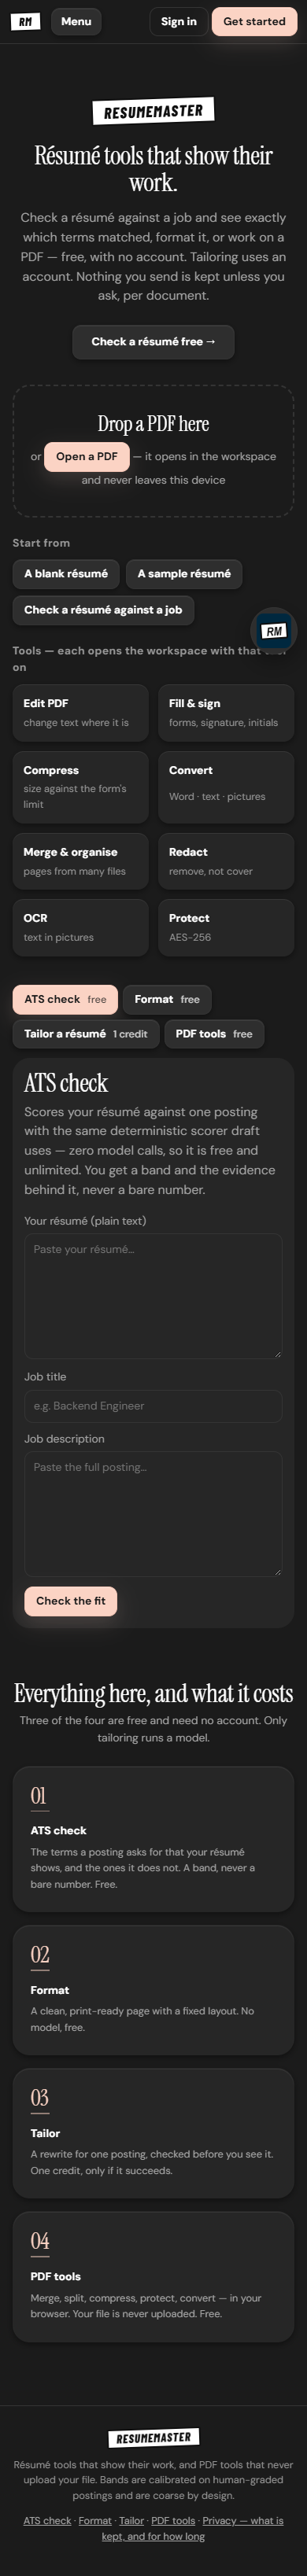 RM Menu Sign in Get started
RESUMEMASTER
Résumé tools that show their
work.
Check a résumé against a job and see exactly
which terms matched, format it, or work on a
PDF — free, with no account. Tailoring uses an
account. Nothing you send is kept unless you
ask, per document.
Check a résumé free →
Drop a PDF here
or Open a PDF — it opens in the workspace
and never leaves this device
Start from
A blank résumé A sample résumé
Check a résumé against a job
RM
Tools — each opens the workspace with that
on
Edit PDF
change text where it is
Fill & sign
forms, signature, initials
Compress
size against the form's
limit
Convert
Word · text · pictures
Merge & organise
pages from many files
Redact
remove, not cover
OCR
text in pictures
Protect
AES-256
ATS check free Format free
Tailor a résumé 1 credit PDF tools free
ATS check
Scores your résumé against one posting
with the same deterministic scorer draft
uses — zero model calls, so it is free and
unlimited. You get a band and the evidence
behind it, never a bare number.
Your résumé (plain text)
Paste your résumé...
Job title
e.g. Backend Engineer
Job description
Paste the full posting...
Check the fit
Everything here, and what it costs
Three of the four are free and need no account. Only
tailoring runs a model.
01
ATS check
The terms a posting asks for that your résumé
shows, and the ones it does not. A band, never a
bare number. Free.
02
Format
A clean, print-ready page with a fixed layout. No
model, free.
03
Tailor
A rewrite for one posting, checked before you see it.
One credit, only if it succeeds.
04
PDF tools
Merge, split, compress, protect, convert — in your
browser. Your file is never uploaded. Free.
RESUMEMASTER
Résumé tools that show their work, and PDF tools that never
upload your file. Bands are calibrated on human-graded
postings and are coarse by design.
ATS check · Format · Tailor · PDF tools · Privacy — what is
kept, and for how long